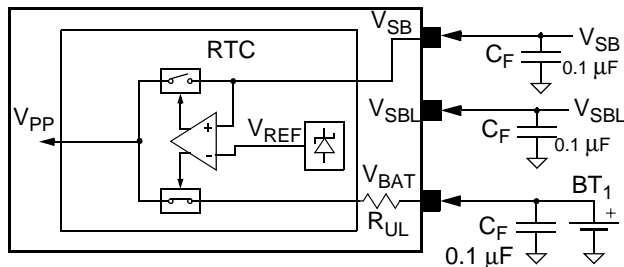 RTC
V_SB
V_SB
C_F 0.1 μF
V_PP
+
V_REF
-
V_SBL
V_SBL
C_F 0.1 μF
V_BAT
R_UL
BT_1
+
C_F
0.1 μF